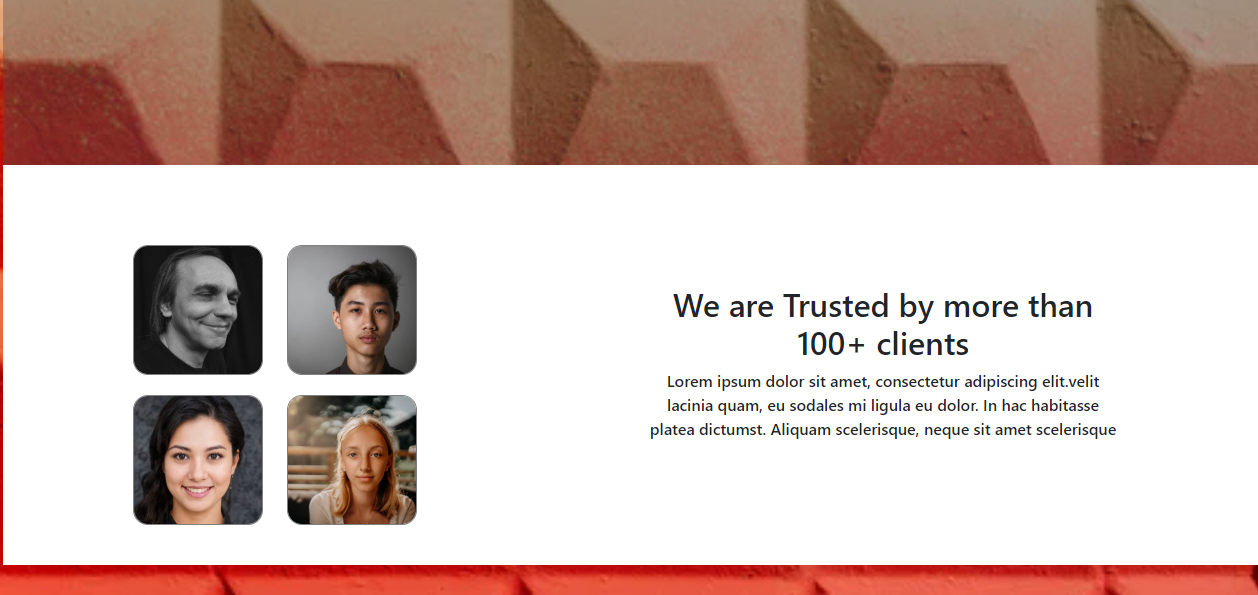 We are Trusted by more than
100+ clients
Lorem ipsum dolor sit amet, consectetur adipiscing elit.velit
lacinia quam, eu sodales mi ligula eu dolor. In hac habitasse
platea dictumst. Aliquam scelerisque, neque sit amet scelerisque